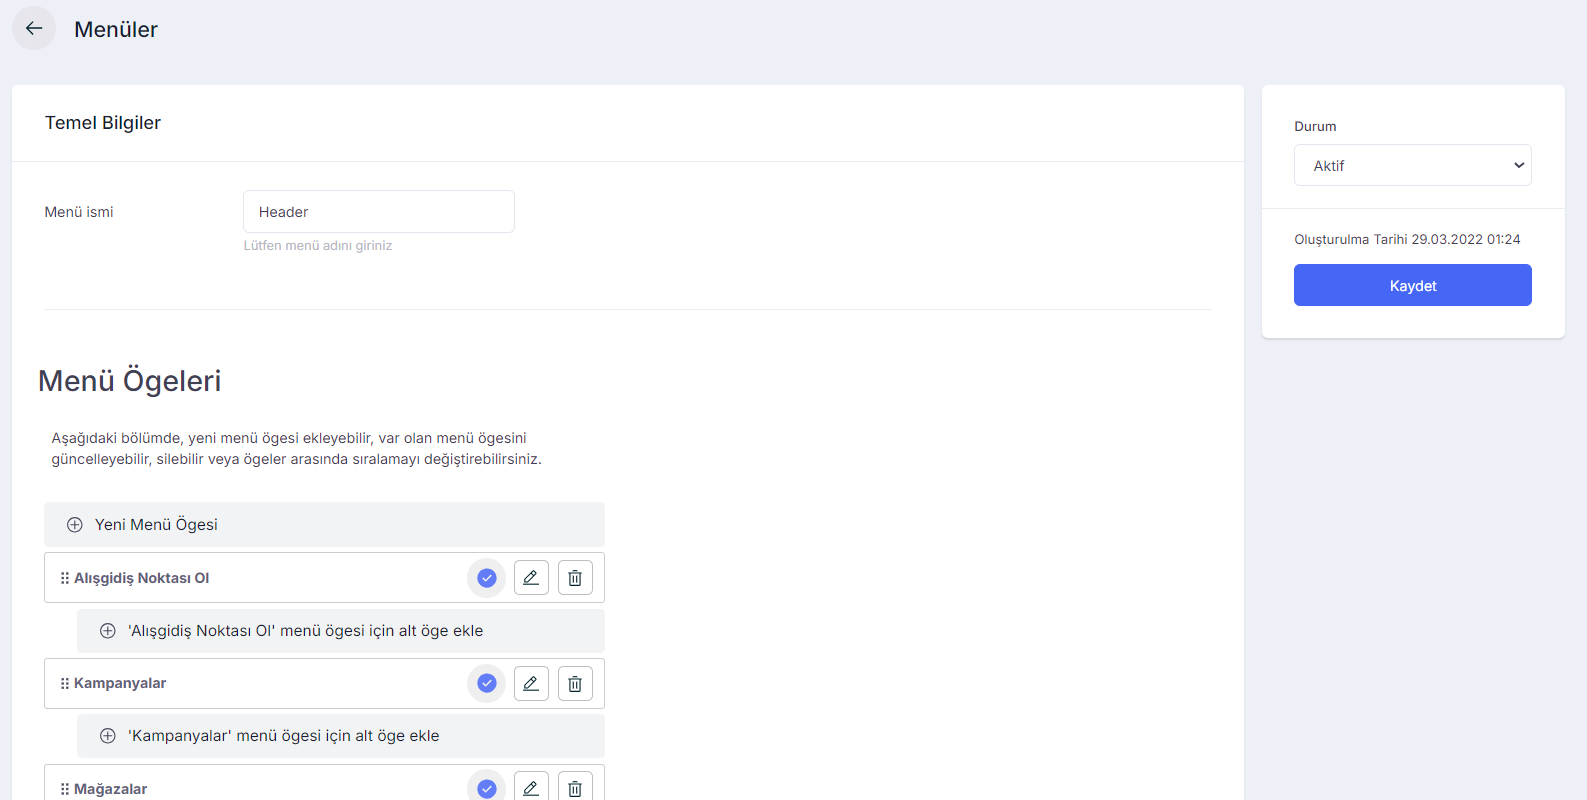 Menüler
Temel Bilgiler
Menü ismi
Header
Lütfen menü adını giriniz
Durum
Aktif
Oluşturulma Tarihi 29.03.2022 01:24
Kaydet
Menü Ögeleri
Aşağıdaki bölümde, yeni menü ögesi ekleyebilir, var olan menü ögesini
güncelleyebilir, silebilir veya ögeler arasında sıralamayı değiştirebilirsiniz.
Yeni Menü Ögesi
Alışgidiş Noktası Ol
'Alışgidiş Noktası Ol' menü ögesi için alt öge ekle
Kampanyalar
'Kampanyalar' menü ögesi için alt öge ekle
Mağazalar